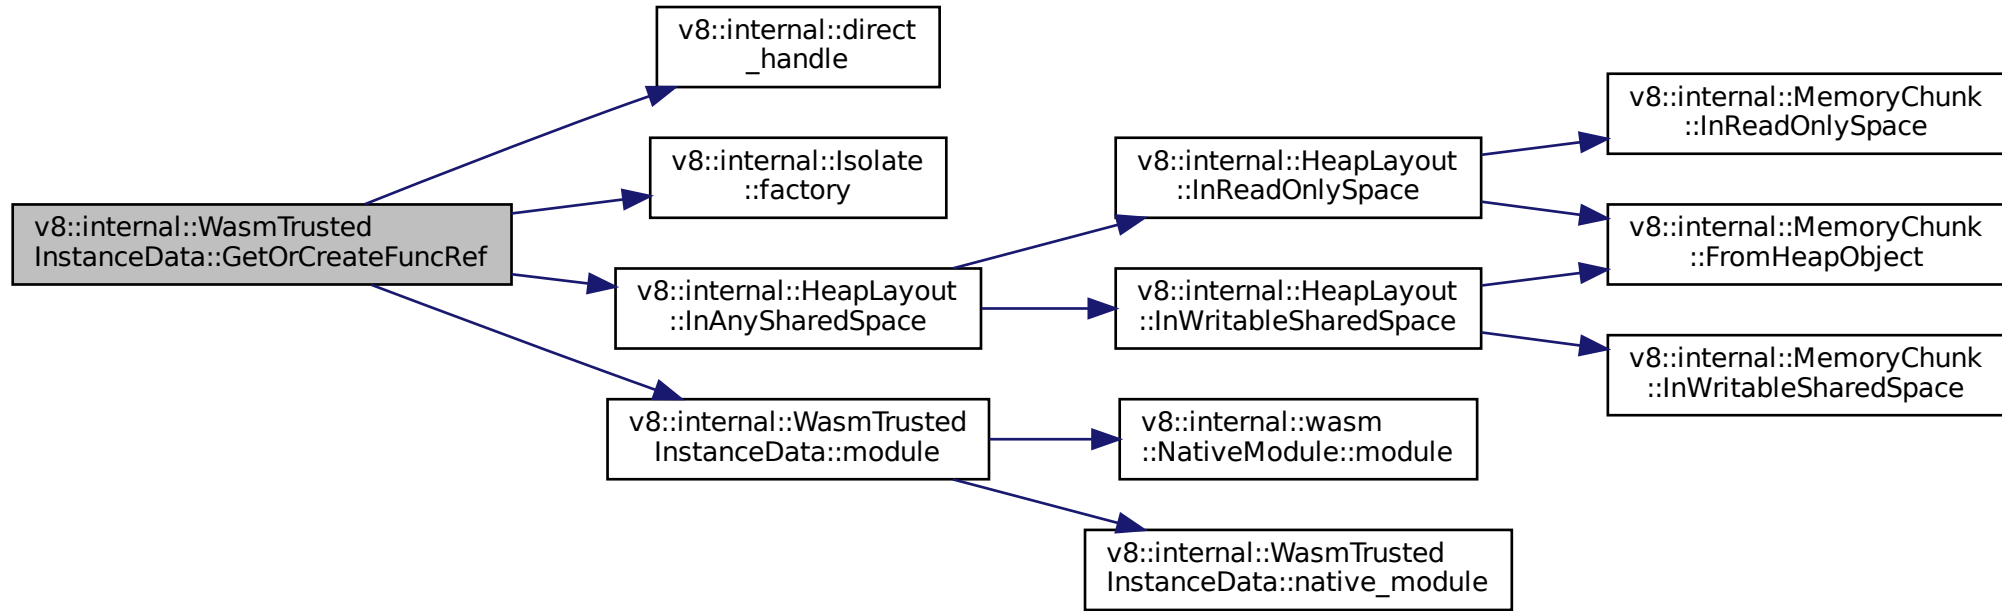 v8::internal::WasmTrusted
InstanceData::GetOrCreateFuncRef
v8::internal::direct
_handle
v8::internal::Isolate
::factory
v8::internal::HeapLayout
::InAnySharedSpace
v8::internal::WasmTrusted
InstanceData::module
v8::internal::HeapLayout
::InReadOnlySpace
v8::internal::HeapLayout
::InWritableSharedSpace
v8::internal::wasm
::NativeModule::module
v8::internal::WasmTrusted
InstanceData::native_module
v8::internal::MemoryChunk
::InReadOnlySpace
v8::internal::MemoryChunk
::FromHeapObject
v8::internal::MemoryChunk
::InWritableSharedSpace